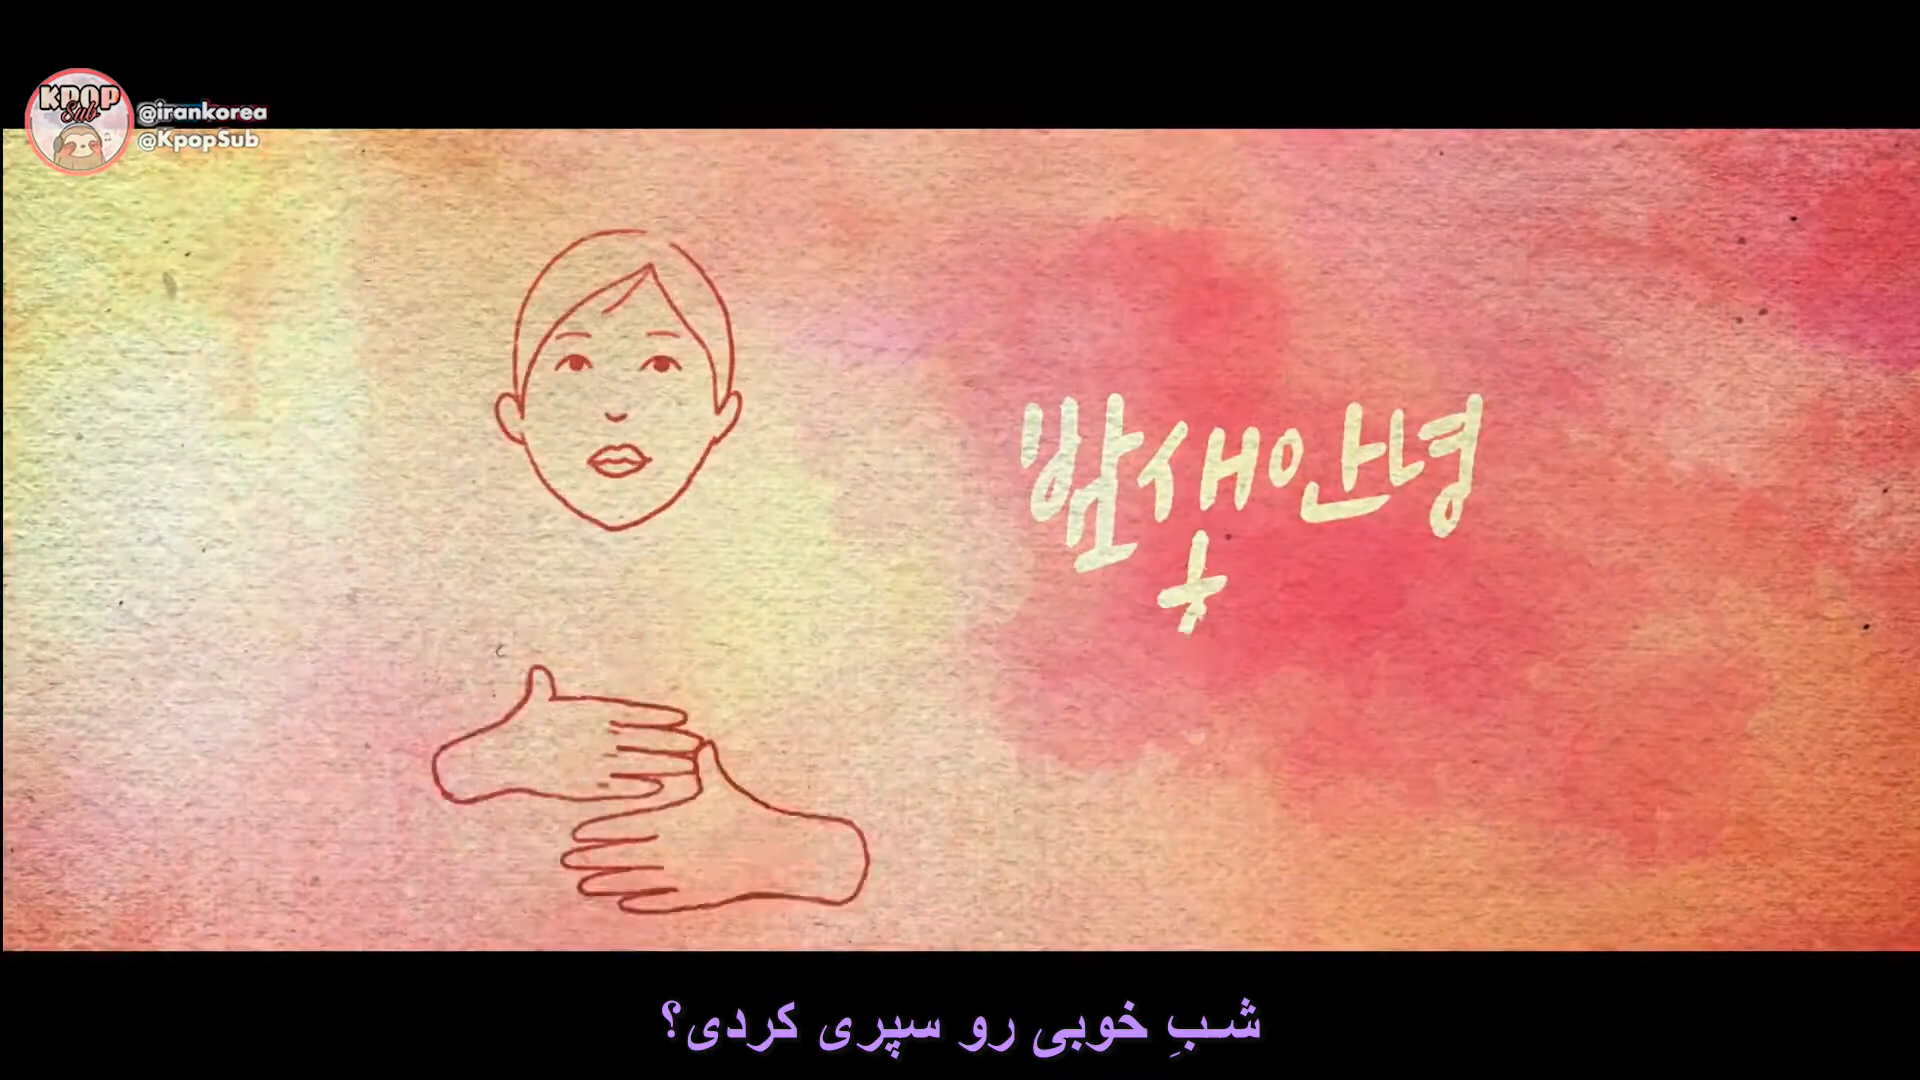 KPOP
Sub
@irankorea
@KpopSub
밤새안녕
شبِ خوبی رو سپری کردی؟